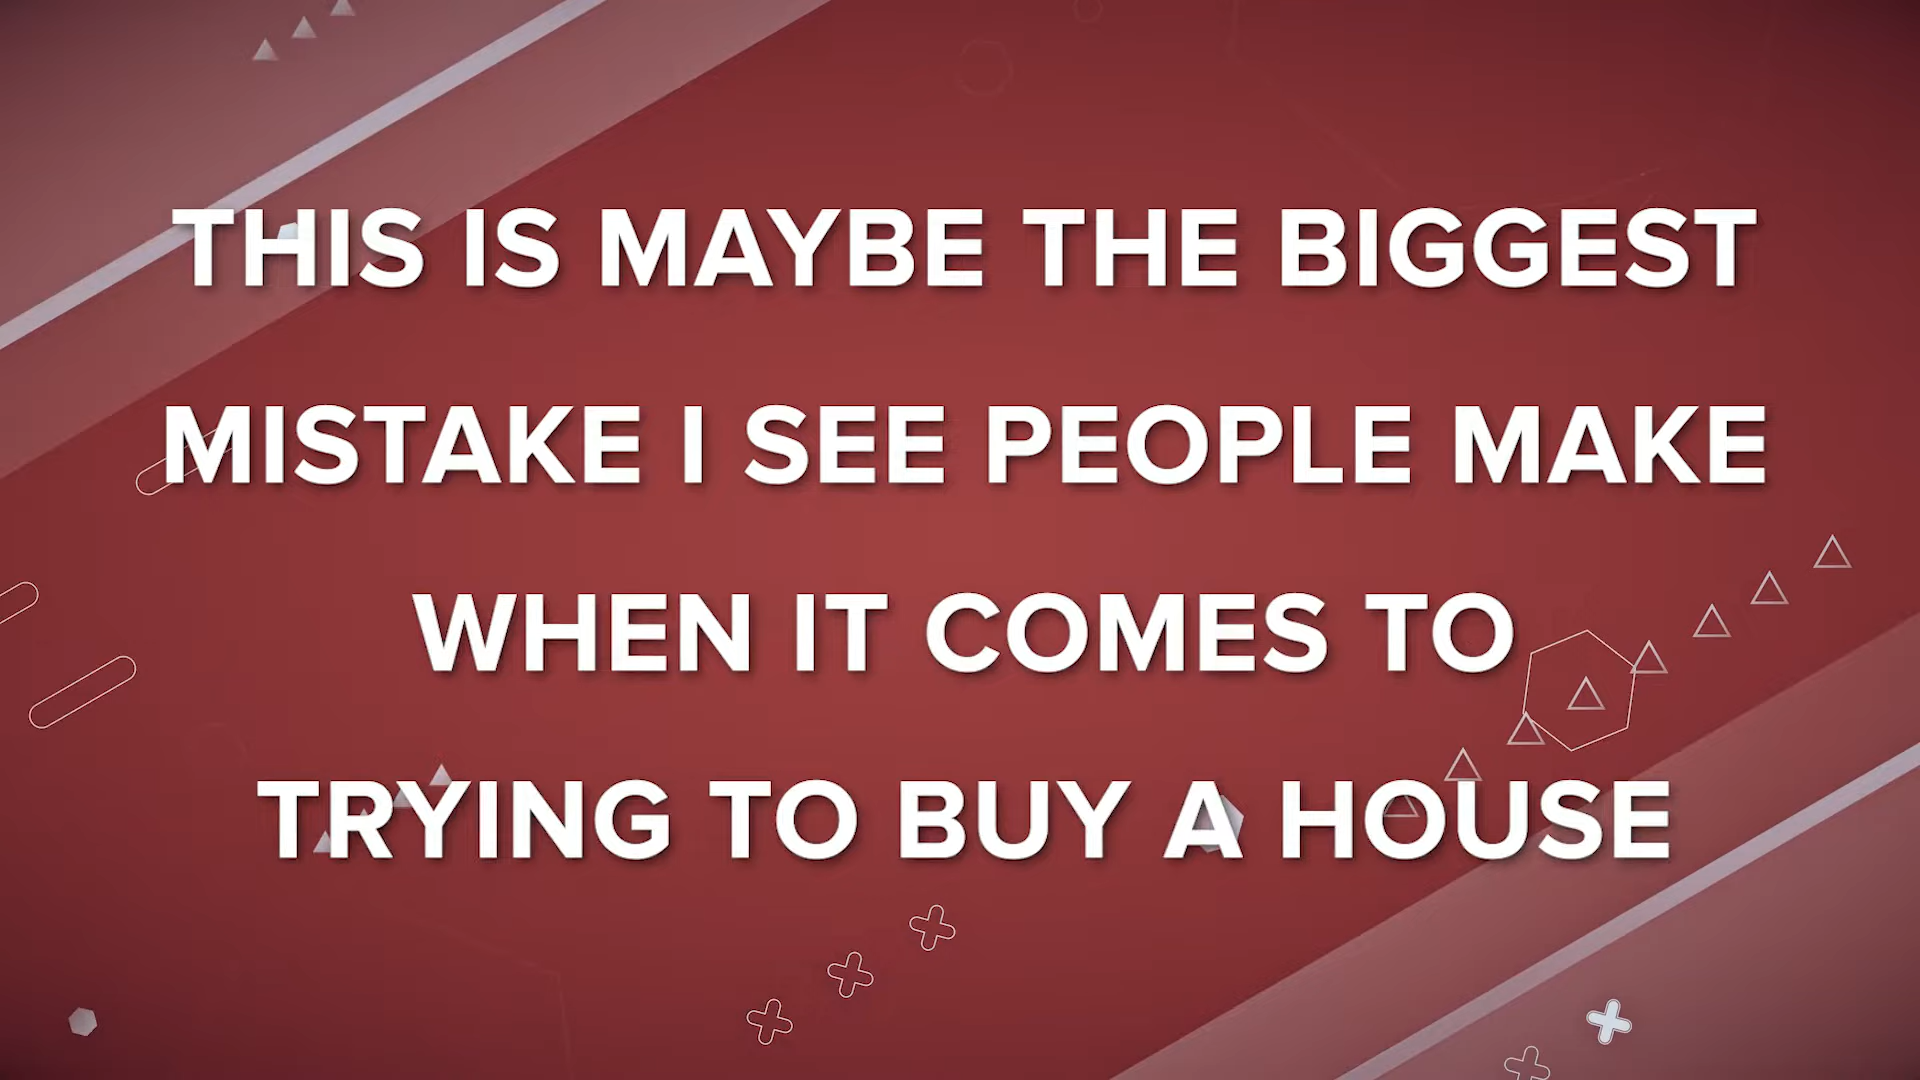 THIS IS MAYBE THE BIGGEST
MISTAKE I SEE PEOPLE MAKE
WHEN IT COMES TO
TRYING TO BUY A HOUSE